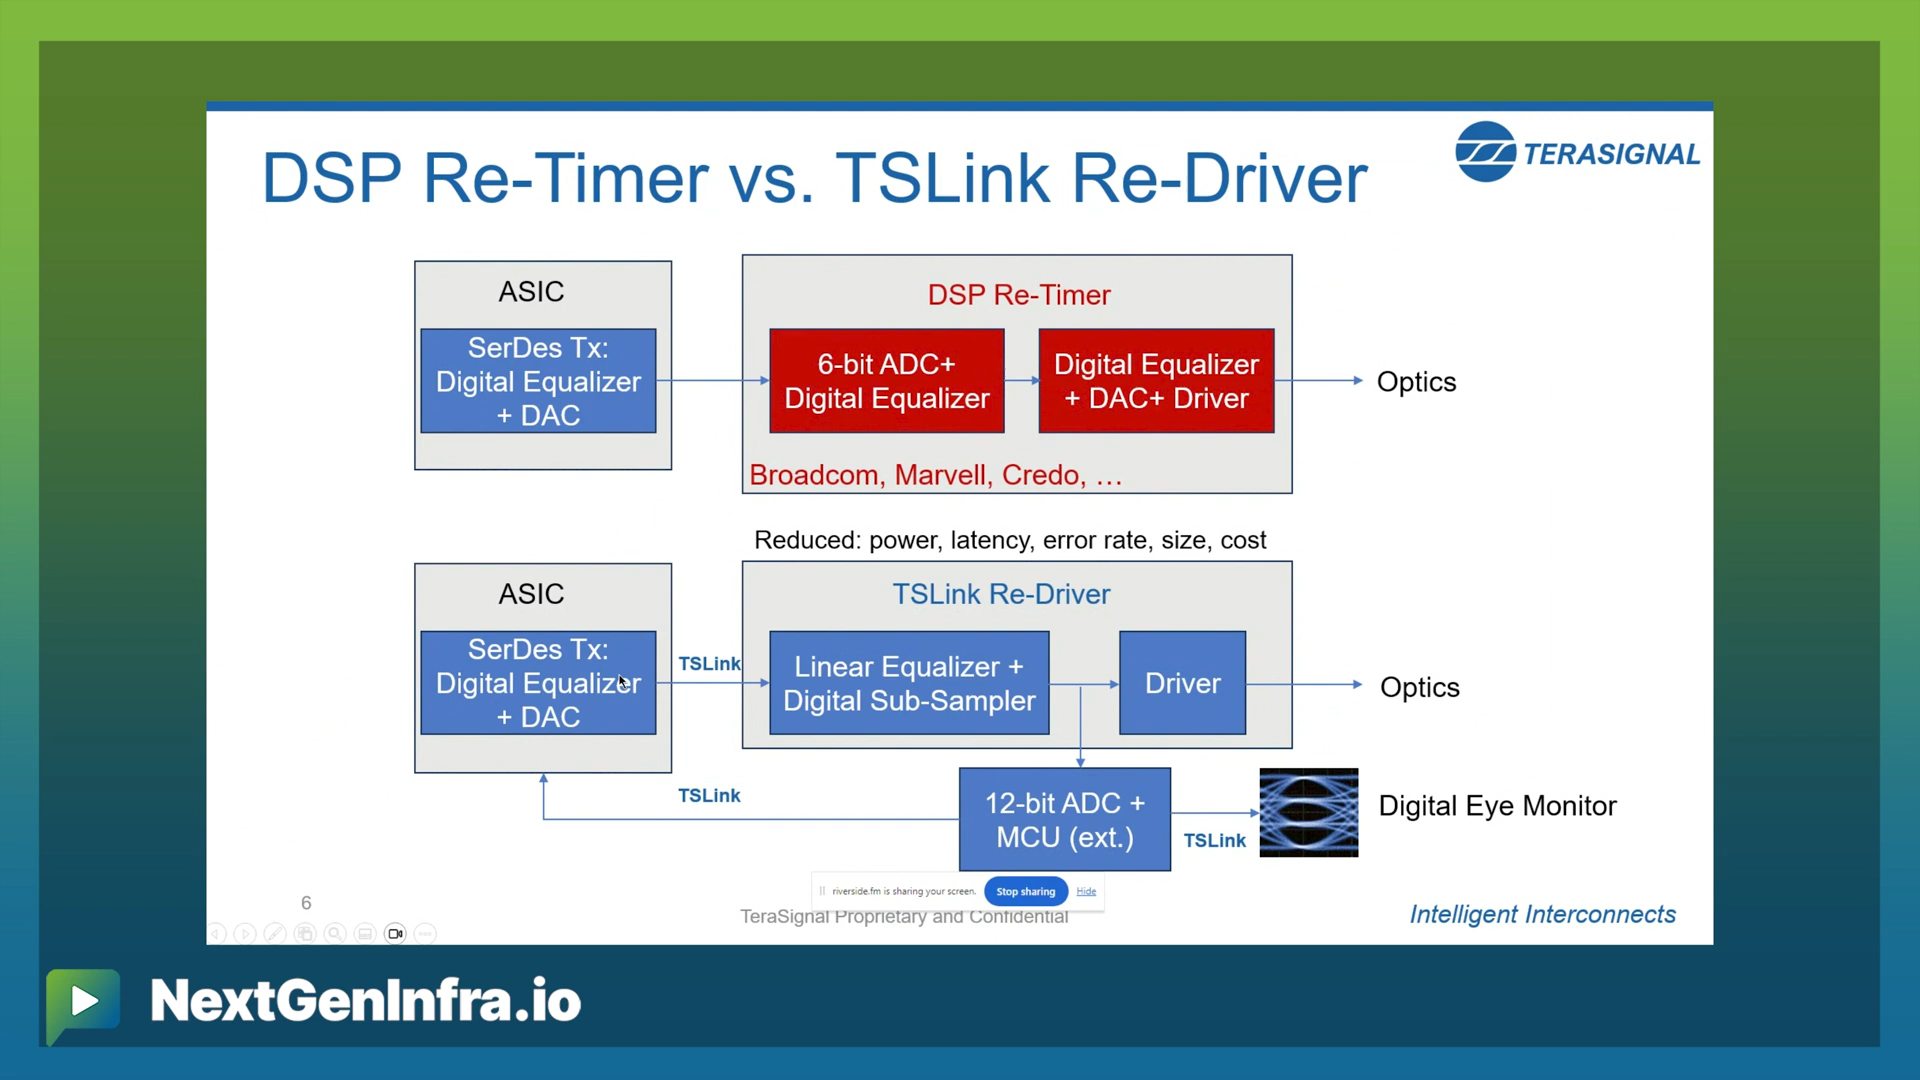 DSP Re-Timer vs. TSLink Re-Driver
TERASIGNAL
ASIC
SerDes Tx:
Digital Equalizer
+ DAC
DSP Re-Timer
6-bit ADC+
Digital Equalizer
Digital Equalizer
+ DAC+ Driver
Optics
Broadcom, Marvell, Credo, …
Reduced: power, latency, error rate, size, cost
ASIC
SerDes Tx:
Digital Equalizer
+ DAC
TSLink
TSLink Re-Driver
Linear Equalizer +
Digital Sub-Sampler
Driver
Optics
TSLink
12-bit ADC +
MCU (ext.)
TSLink
Digital Eye Monitor
riverside.fm is sharing your screen.
Stop sharing
Hide
6
TeraSignal Proprietary and Confidential
Intelligent Interconnects
NextGenInfra.io